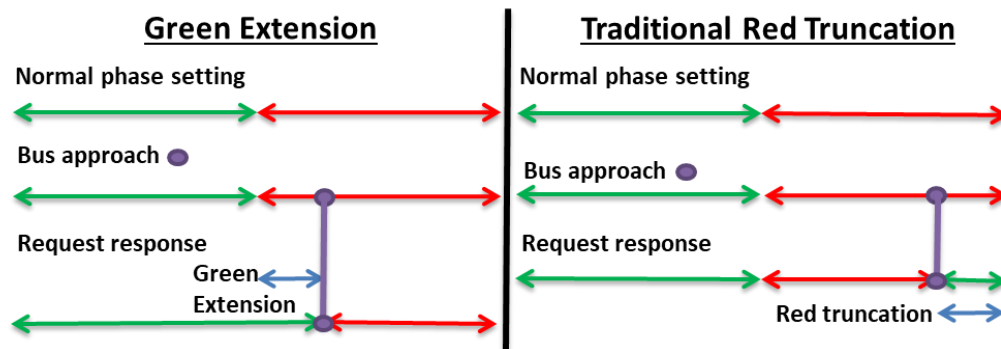 Green Extension
Normal phase setting
Bus approach
Request response
Green
Extension
Traditional Red Truncation
Normal phase setting
Bus approach
Request response
Red truncation